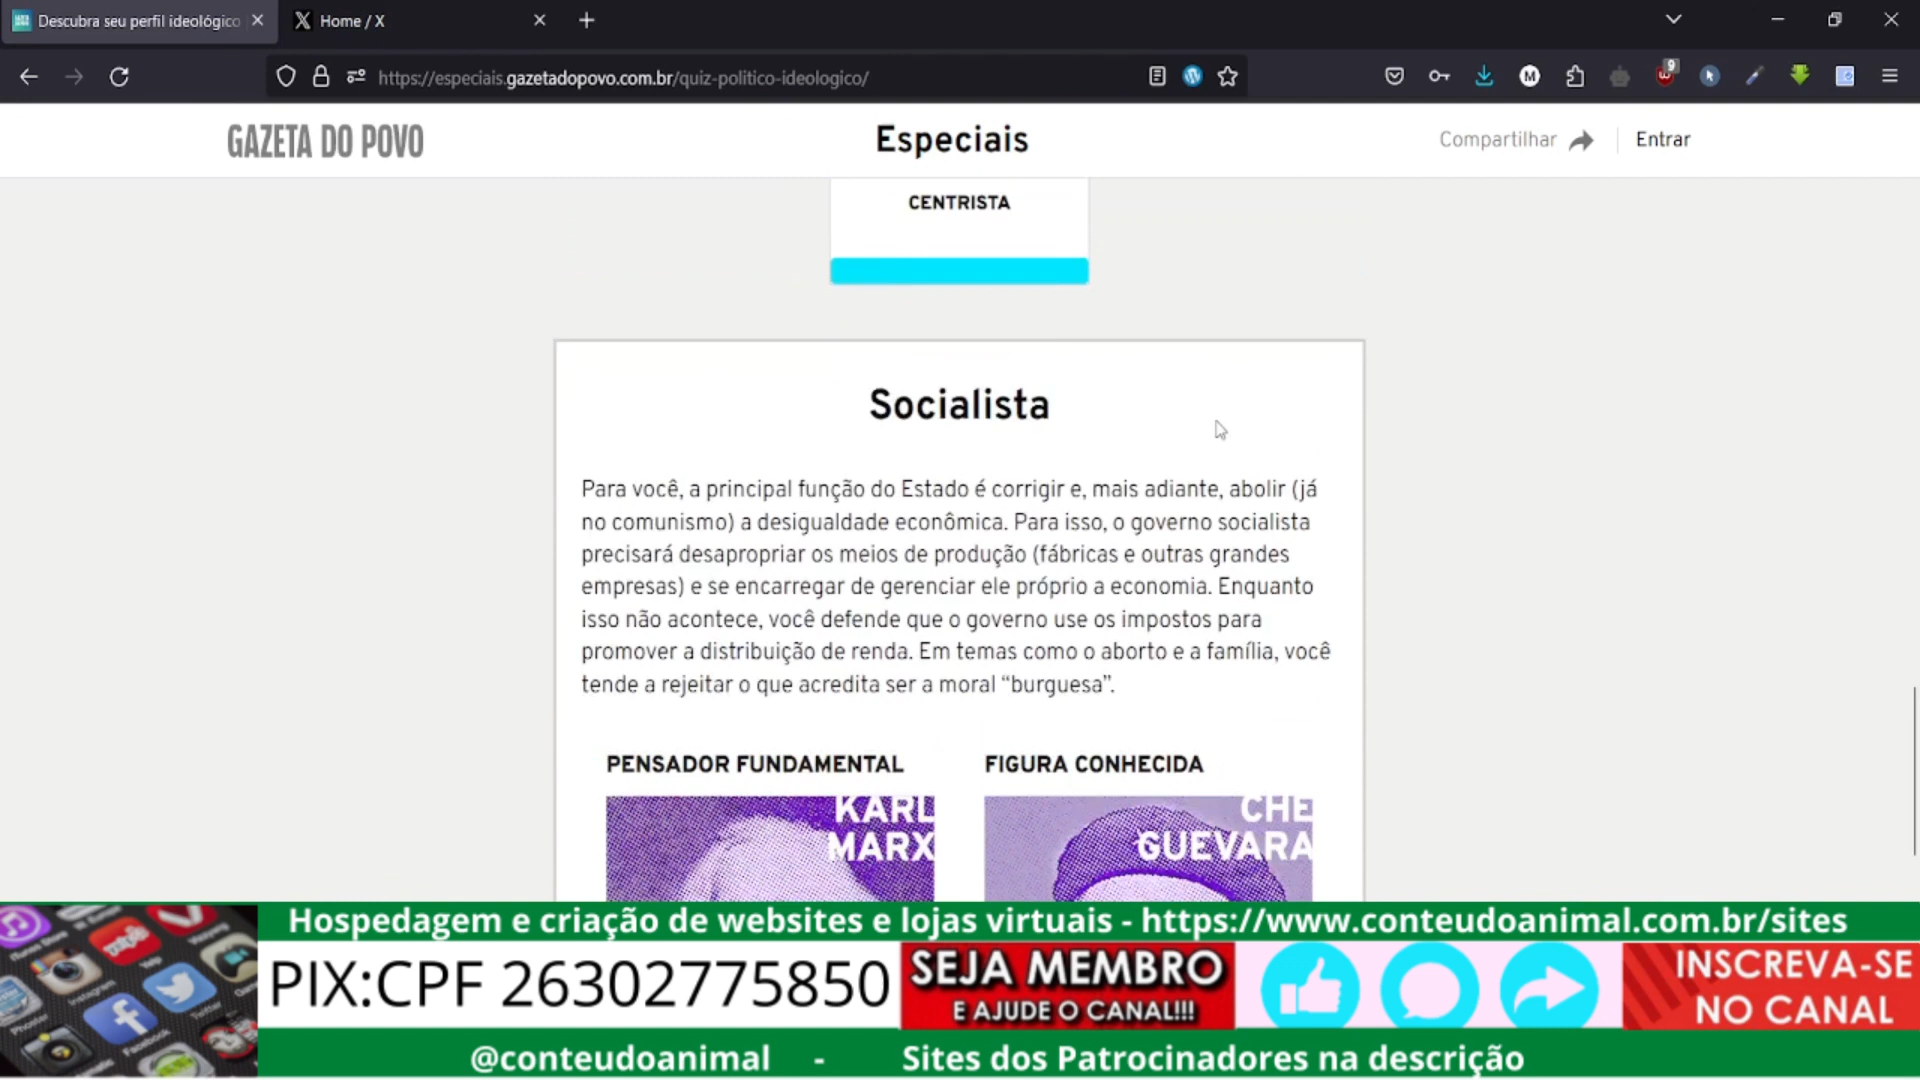 Descubra seu perfil ideológico
Home / X
https://especiais.gazetadopovo.com.br/quiz-politico-ideologico/
9
GAZETA DO POVO
Especiais
Compartilhar
Entrar
CENTRISTA
Socialista
Para você, a principal função do Estado é corrigir e, mais adiante, abolir (já
no comunismo) a desigualdade econômica. Para isso, o governo socialista
precisará desapropriar os meios de produção (fábricas e outras grandes
empresas) e se encarregar de gerenciar ele próprio a economia. Enquanto
isso não acontece, você defende que o governo use os impostos para
promover a distribuição de renda. Em temas como o aborto e a família, você
tende a rejeitar o que acredita ser a moral “burguesa”.
PENSADOR FUNDAMENTAL
FIGURA CONHECIDA
KARL
MARX
CHE
GUEVARA
Hospedagem e criação de websites e lojas virtuais - https://www.conteudoanimal.com.br/sites
PIX:CPF 26302775850
SEJA MEMBRO
E AJUDE O CANAL!!!
INSCREVA-SE
NO CANAL
@conteudoanimal - Sites dos Patrocinadores na descrição